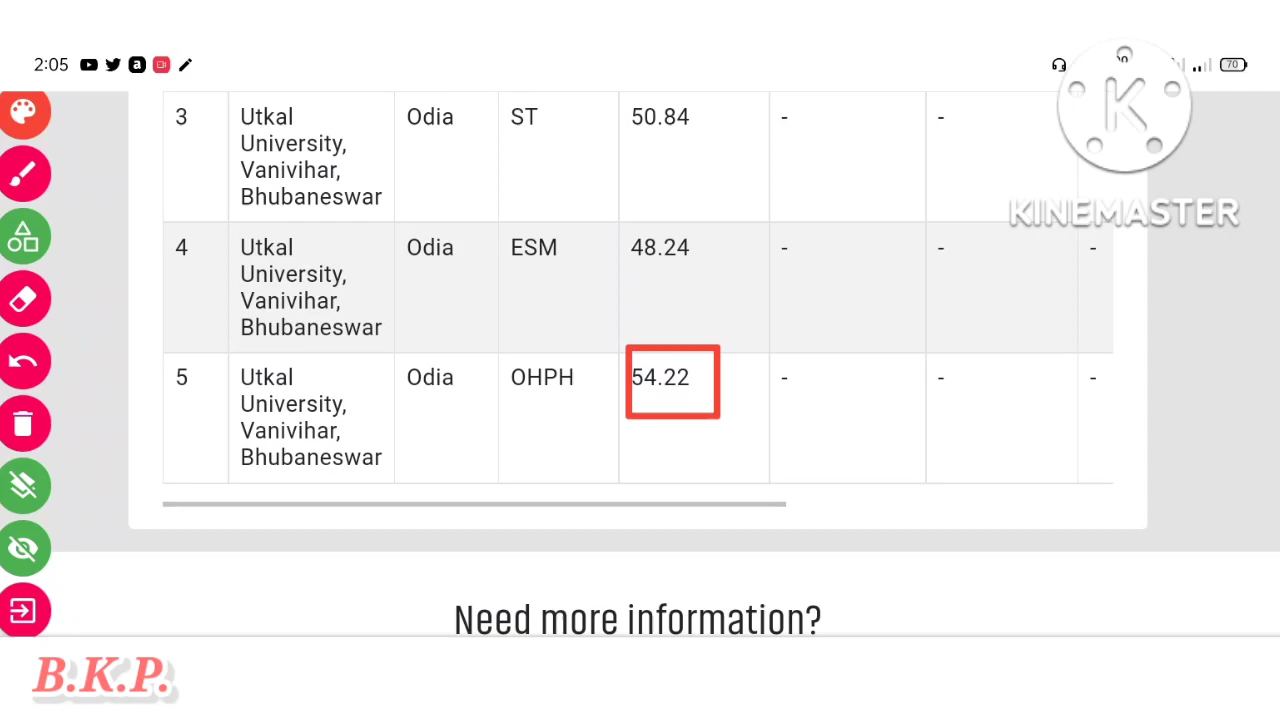 2:05
70
3 Utkal Odia ST 50.84 - -
University,
Vanivihar,
Bhubaneswar
KINEMASTER
4 Utkal Odia ESM 48.24 - - -
University,
Vanivihar,
Bhubaneswar
5 Utkal Odia OHPH 54.22 - - -
University,
Vanivihar,
Bhubaneswar
Need more information?
B.K.P.